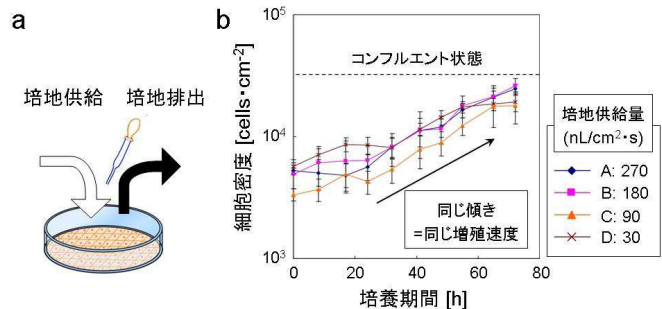 a
培地供給 培地排出
b
細胞密度 [cells・cm-2]
10^5
10^4
10^3
コンフルエント状態
同じ傾き
=同じ増殖速度
0 20 40 60 80
培養期間 [h]
培地供給量
(nL/cm²・s)
A: 270
B: 180
C: 90
D: 30